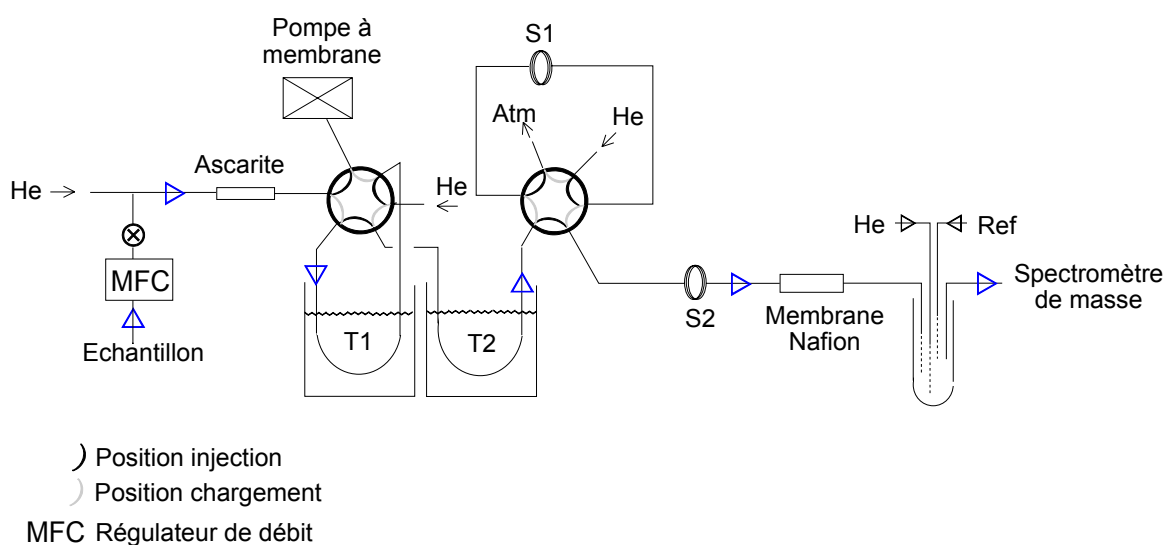 Pompe à
membrane
S1
Atm
He
Ascarite
He
He
MFC
Echantillon
T1
T2
S2
Membrane
Nafion
He
Ref
Spectromètre
de masse
Position injection
Position chargement
MFC Régulateur de débit